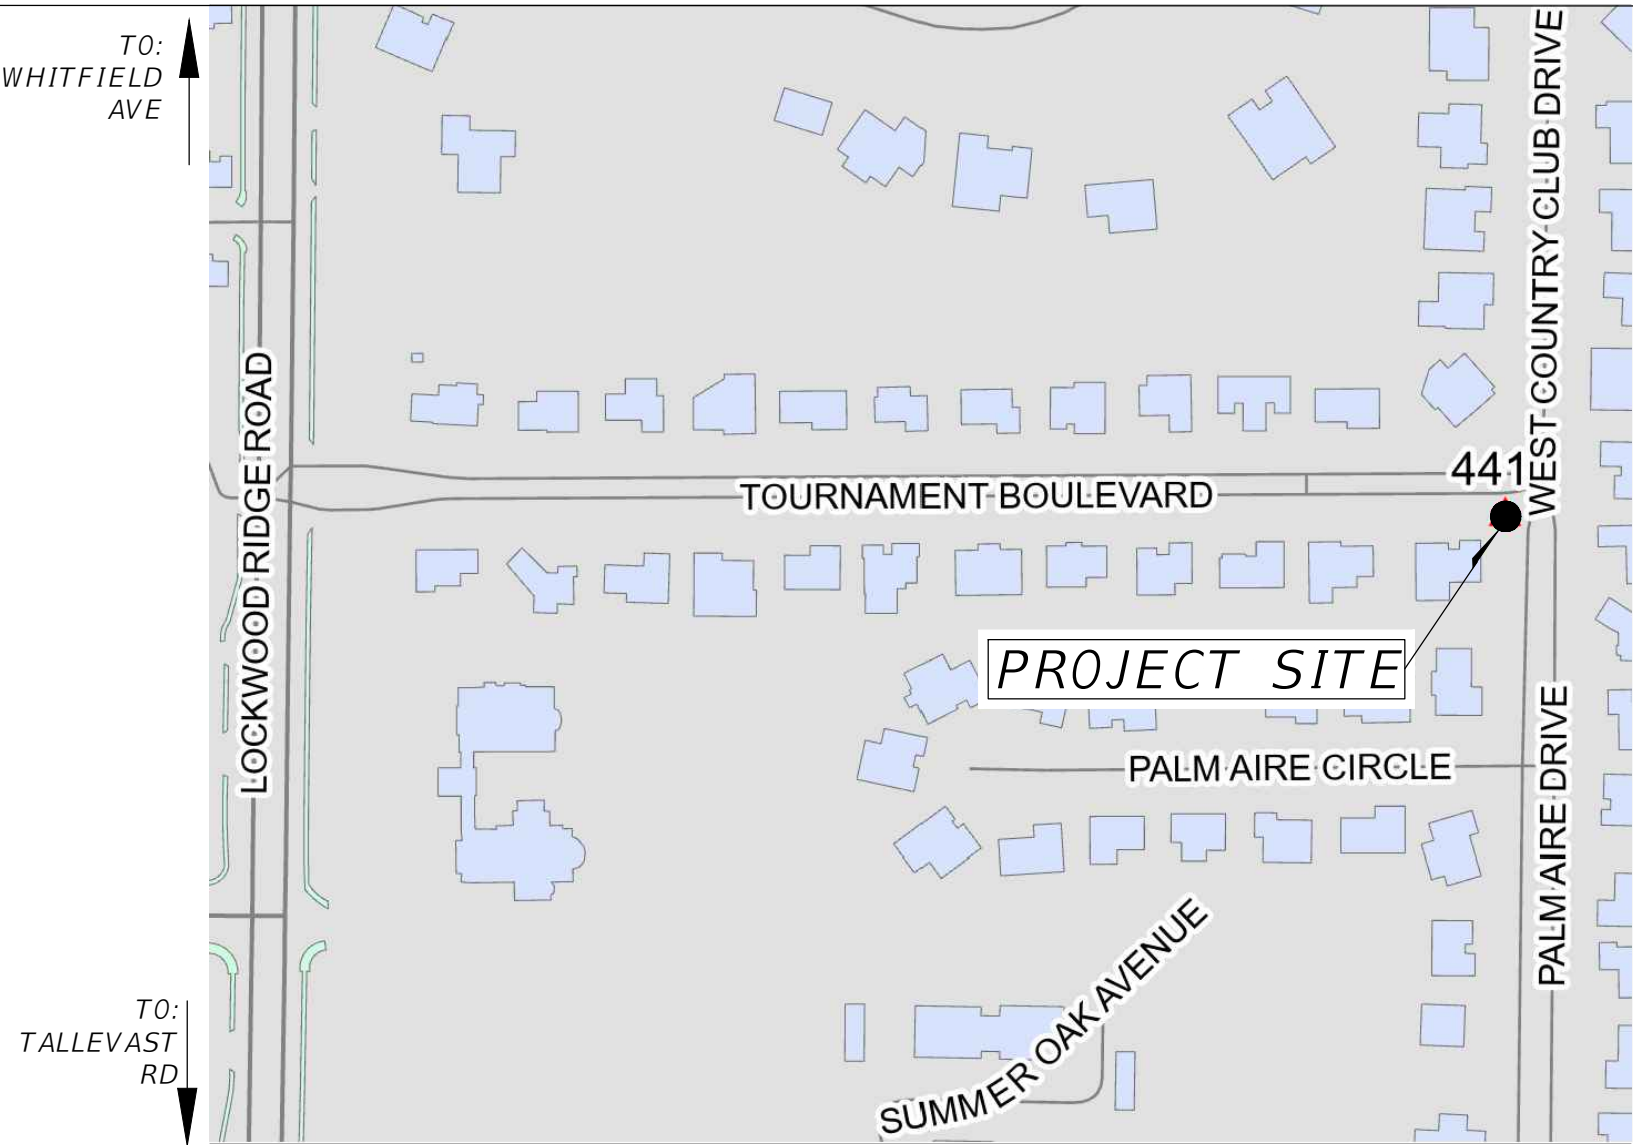 TO:
WHITFIELD
AVE
WEST COUNTRY CLUB DRIVE
LOCKWOOD RIDGE ROAD
441
TOURNAMENT BOULEVARD
PROJECT SITE
PALM AIRE CIRCLE
PALM AIRE DRIVE
SUMMER OAK AVENUE
TO:
TALLEVAST
RD